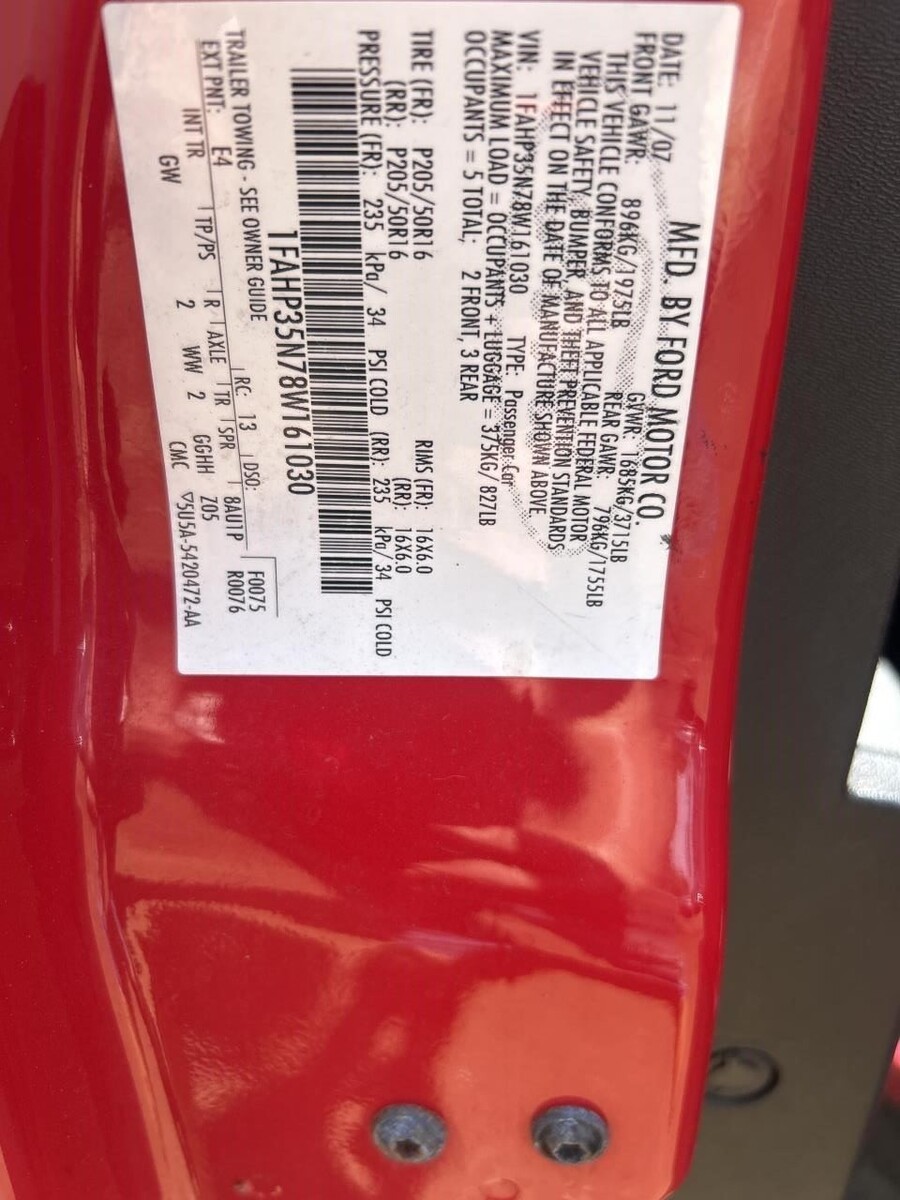 MFD. BY FORD MOTOR CO.
DATE: 11/07 GVWR: 1685KG/3715LB
FRONT GAWR: 896KG/1975LB REAR GAWR: 796KG/1755LB
THIS VEHICLE CONFORMS TO ALL APPLICABLE FEDERAL MOTOR
VEHICLE SAFETY, BUMPER, AND THEFT PREVENTION STANDARDS
IN EFFECT ON THE DATE OF MANUFACTURE SHOWN ABOVE.
VIN: 1FAHP35N78W161030 TYPE: Passenger Car
MAXIMUM LOAD = OCCUPANTS + LUGGAGE = 375KG/ 827LB
OCCUPANTS = 5 TOTAL; 2 FRONT, 3 REAR
TIRE (FR): P205/50R16 RIMS (FR): 16X6.0
(RR): P205/50R16 (RR): 16X6.0
PRESSURE (FR): 235 kPa/ 34 PSI COLD (RR): 235 kPa/ 34 PSI COLD
1FAHP35N78W161030
TRAILER TOWING - SEE OWNER GUIDE F0075
EXT PNT: E4 RC: 13 DSO: R0076
INT TR TP/PS R AXLE TR SPR 8AU1P
GW 2 WW 2 GGHH Z05
CMC ▽5U5A-5420472-AA